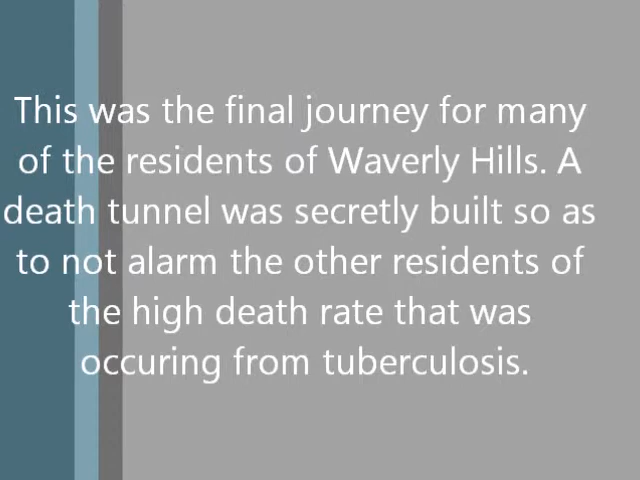 This was the final journey for many
of the residents of Waverly Hills. A
death tunnel was secretly built so as
to not alarm the other residents of
the high death rate that was
occuring from tuberculosis.